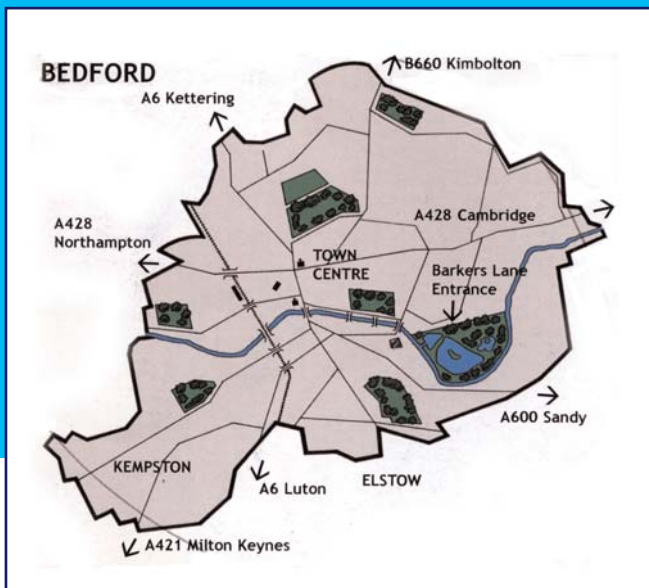 BEDFORD
B660 Kimbolton
A6 Kettering
A428
Northampton
A428 Cambridge
TOWN
CENTRE
Barkers Lane
Entrance
A600 Sandy
KEMPSTON
ELSTOW
A6 Luton
A421 Milton Keynes